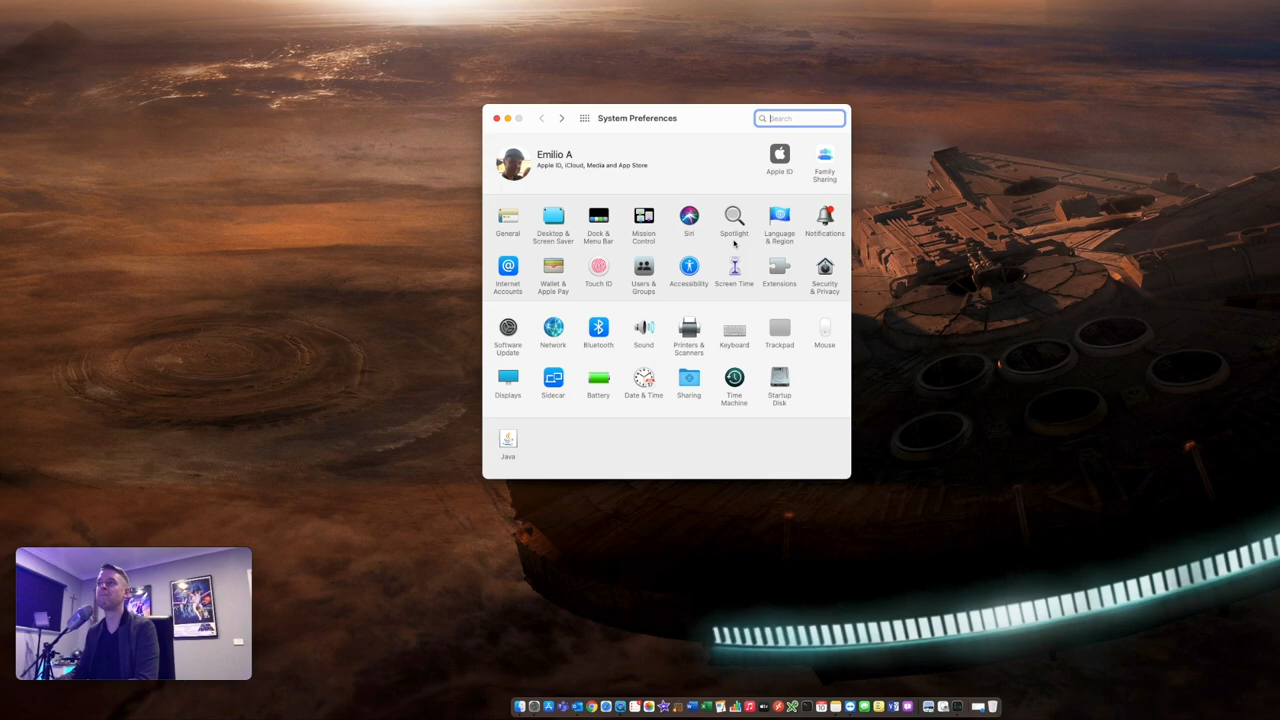 System Preferences
Search
Emilio A
Apple ID, iCloud, Media and App Store
Apple ID
Family
Sharing
General
Desktop &
Screen Saver
Dock &
Menu Bar
Mission
Control
Siri
Spotlight
Language
& Region
Notifications
Internet
Accounts
Wallet &
Apple Pay
Touch ID
Users &
Groups
Accessibility
Screen Time
Extensions
Security
& Privacy
Software
Update
Network
Bluetooth
Sound
Printers &
Scanners
Keyboard
Trackpad
Mouse
Displays
Sidecar
Battery
Date & Time
Sharing
Time
Machine
Startup
Disk
Java